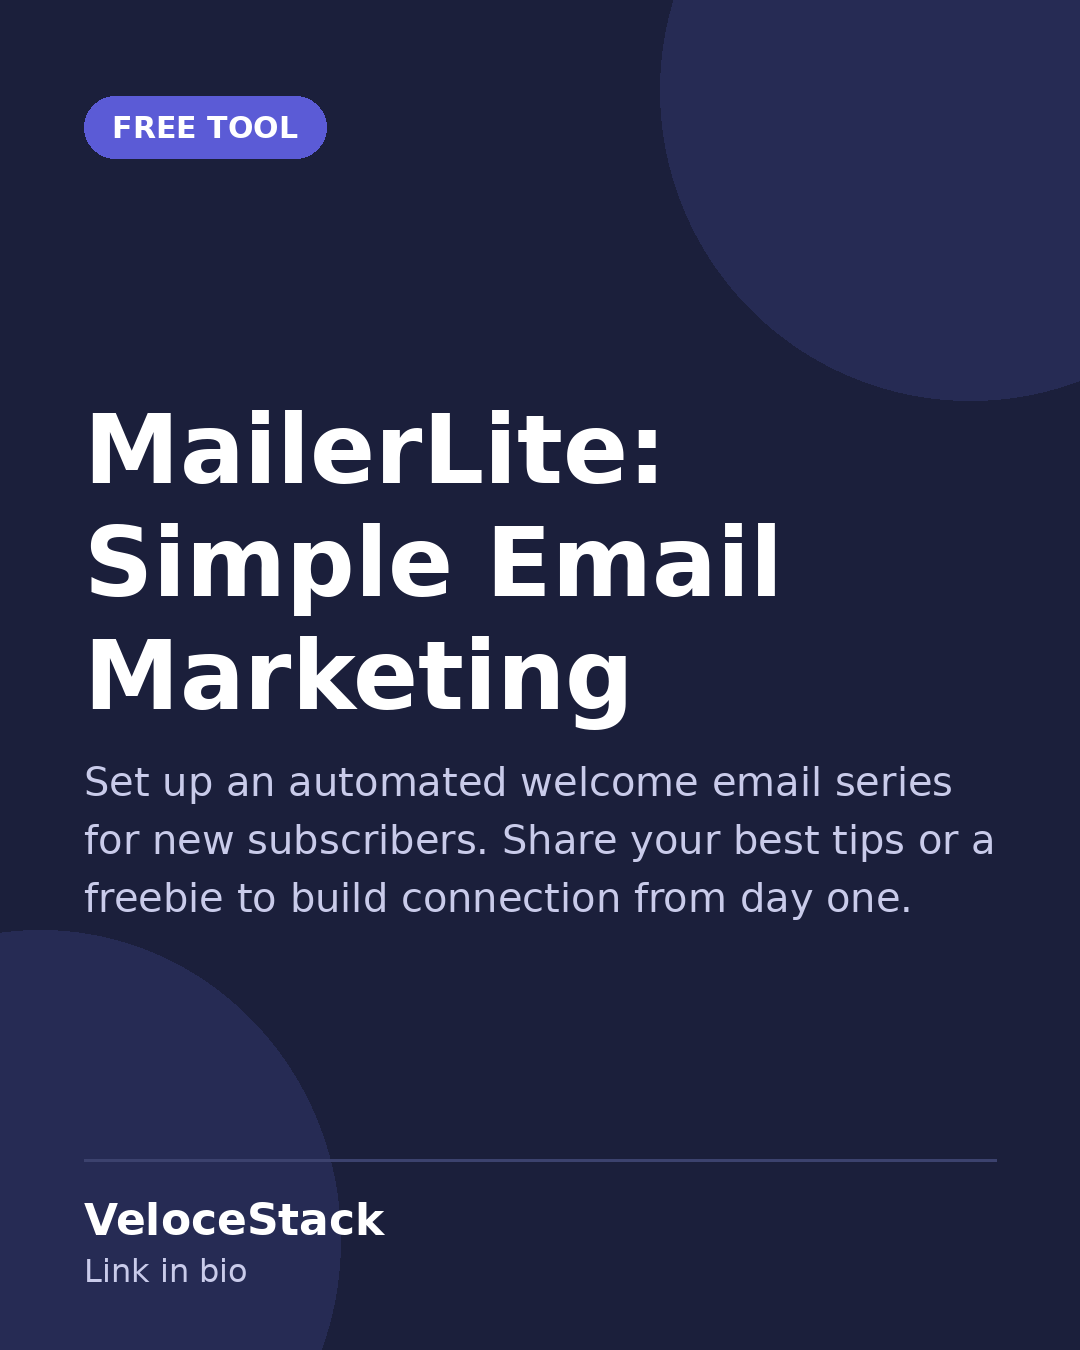 FREE TOOL
MailerLite:
Simple Email
Marketing
Set up an automated welcome email series
for new subscribers. Share your best tips or a
freebie to build connection from day one.
VeloceStack
Link in bio